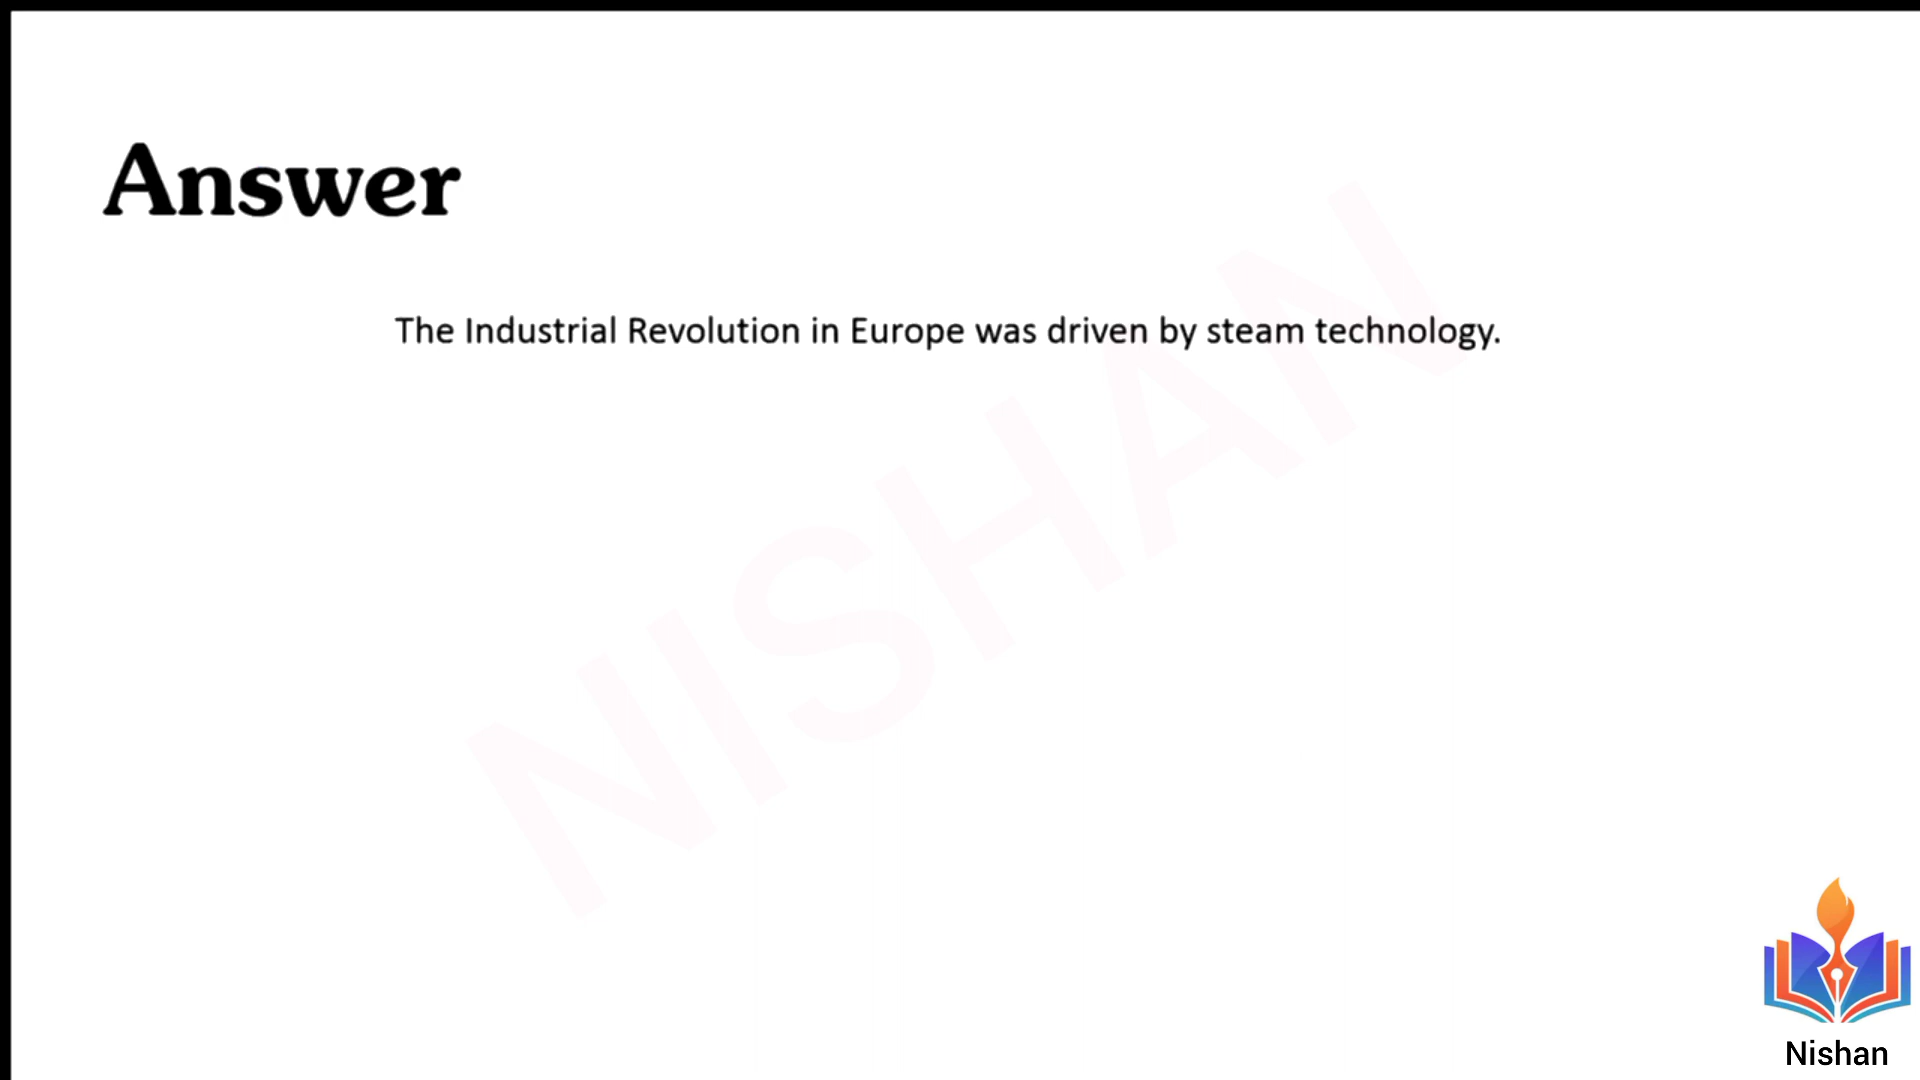 Answer
The Industrial Revolution in Europe was driven by steam technology.
NISHAN
Nishan